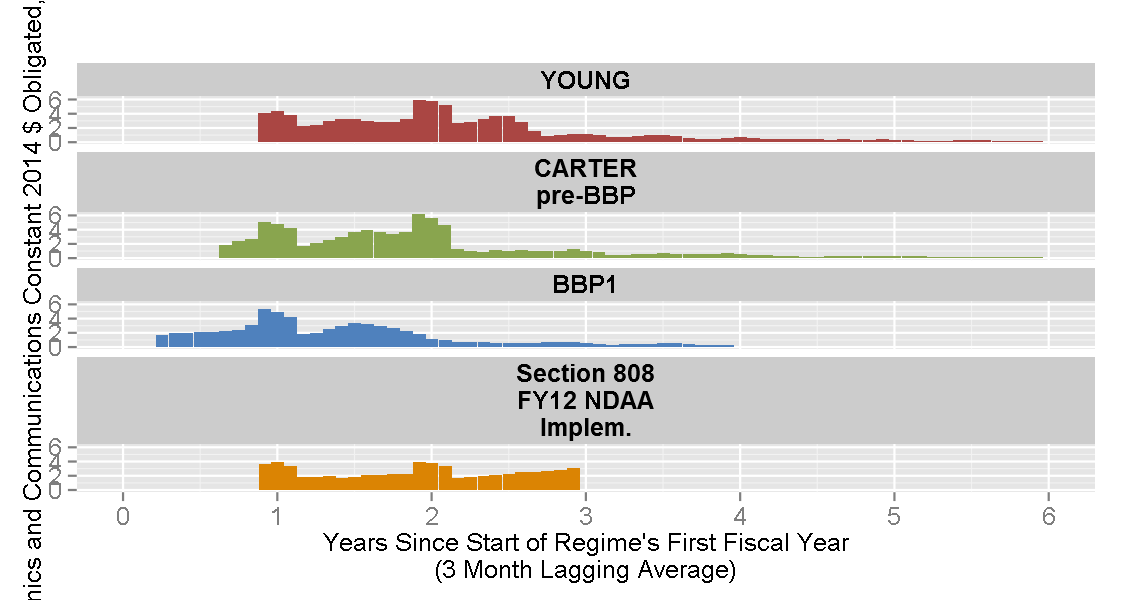 nics and Communications Constant 2014 $ Obligated,
YOUNG
6
4
2
0
CARTER
pre-BBP
6
4
2
0
BBP1
6
4
2
0
Section 808
FY12 NDAA
Implem.
6
4
2
0
0 1 2 3 4 5 6
Years Since Start of Regime's First Fiscal Year
(3 Month Lagging Average)